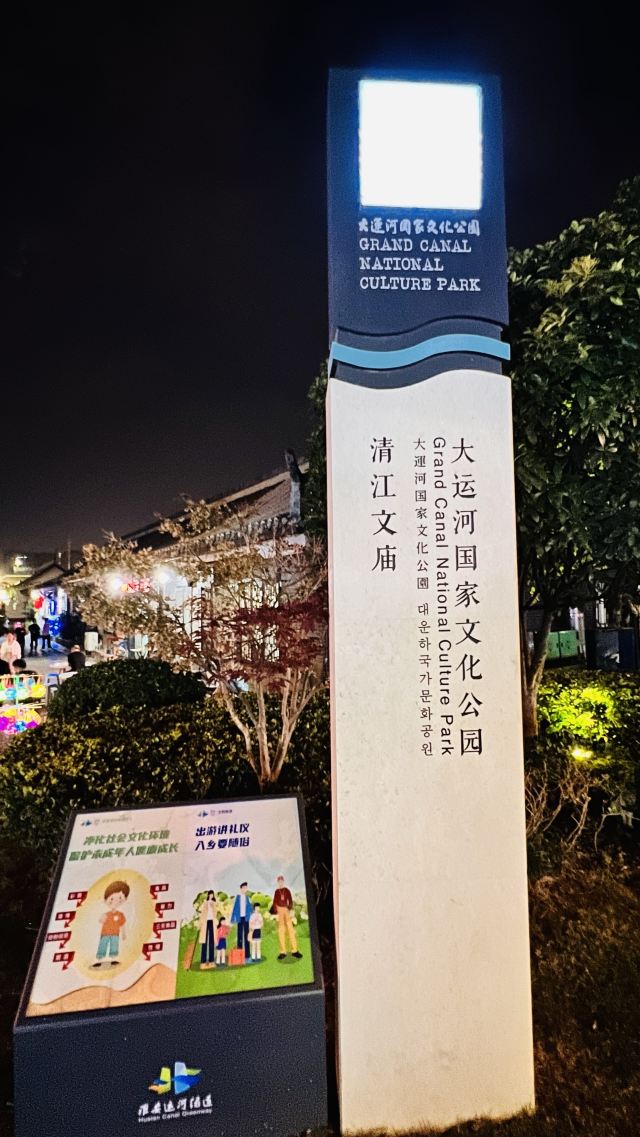 大運河国家文化公園
GRAND CANAL
NATIONAL
CULTURE PARK
大运河国家文化公园
Grand Canal National Culture Park
大運河国家文化公園 대운하국가문화공원
清江文庙
净化社会文化环境
呵护未成年人健康成长
出游讲礼仪
入乡要随俗
淮安运河绿道
Huaian Canal Greenway